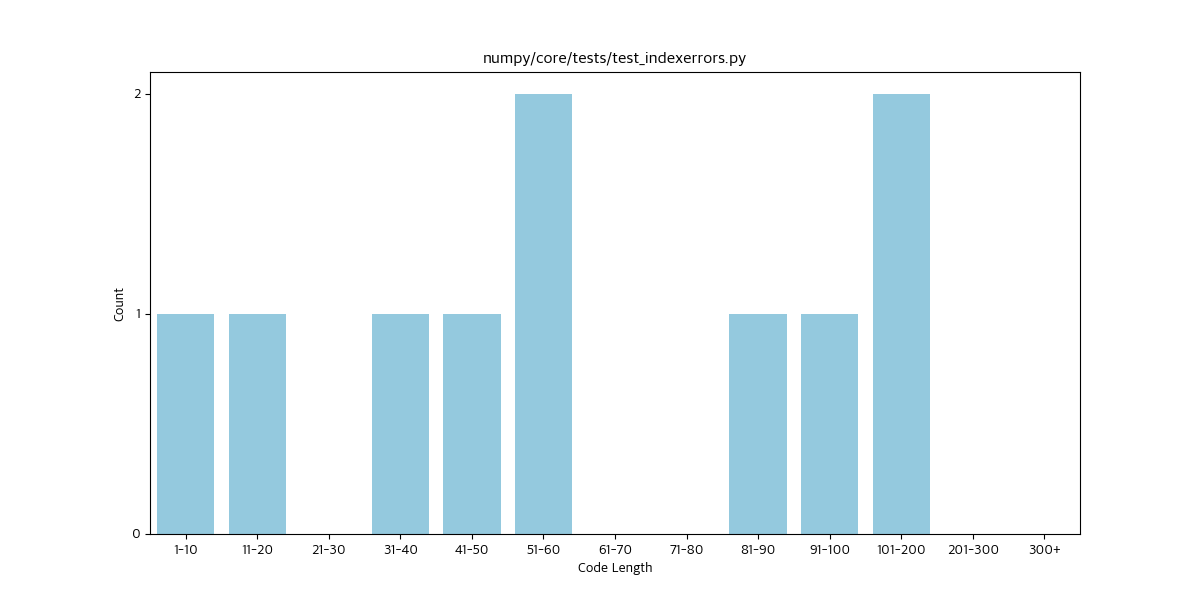 numpy/core/tests/test_indexerrors.py
2
1
0
Count
1-10 11-20 21-30 31-40 41-50 51-60 61-70 71-80 81-90 91-100 101-200 201-300 300+
Code Length